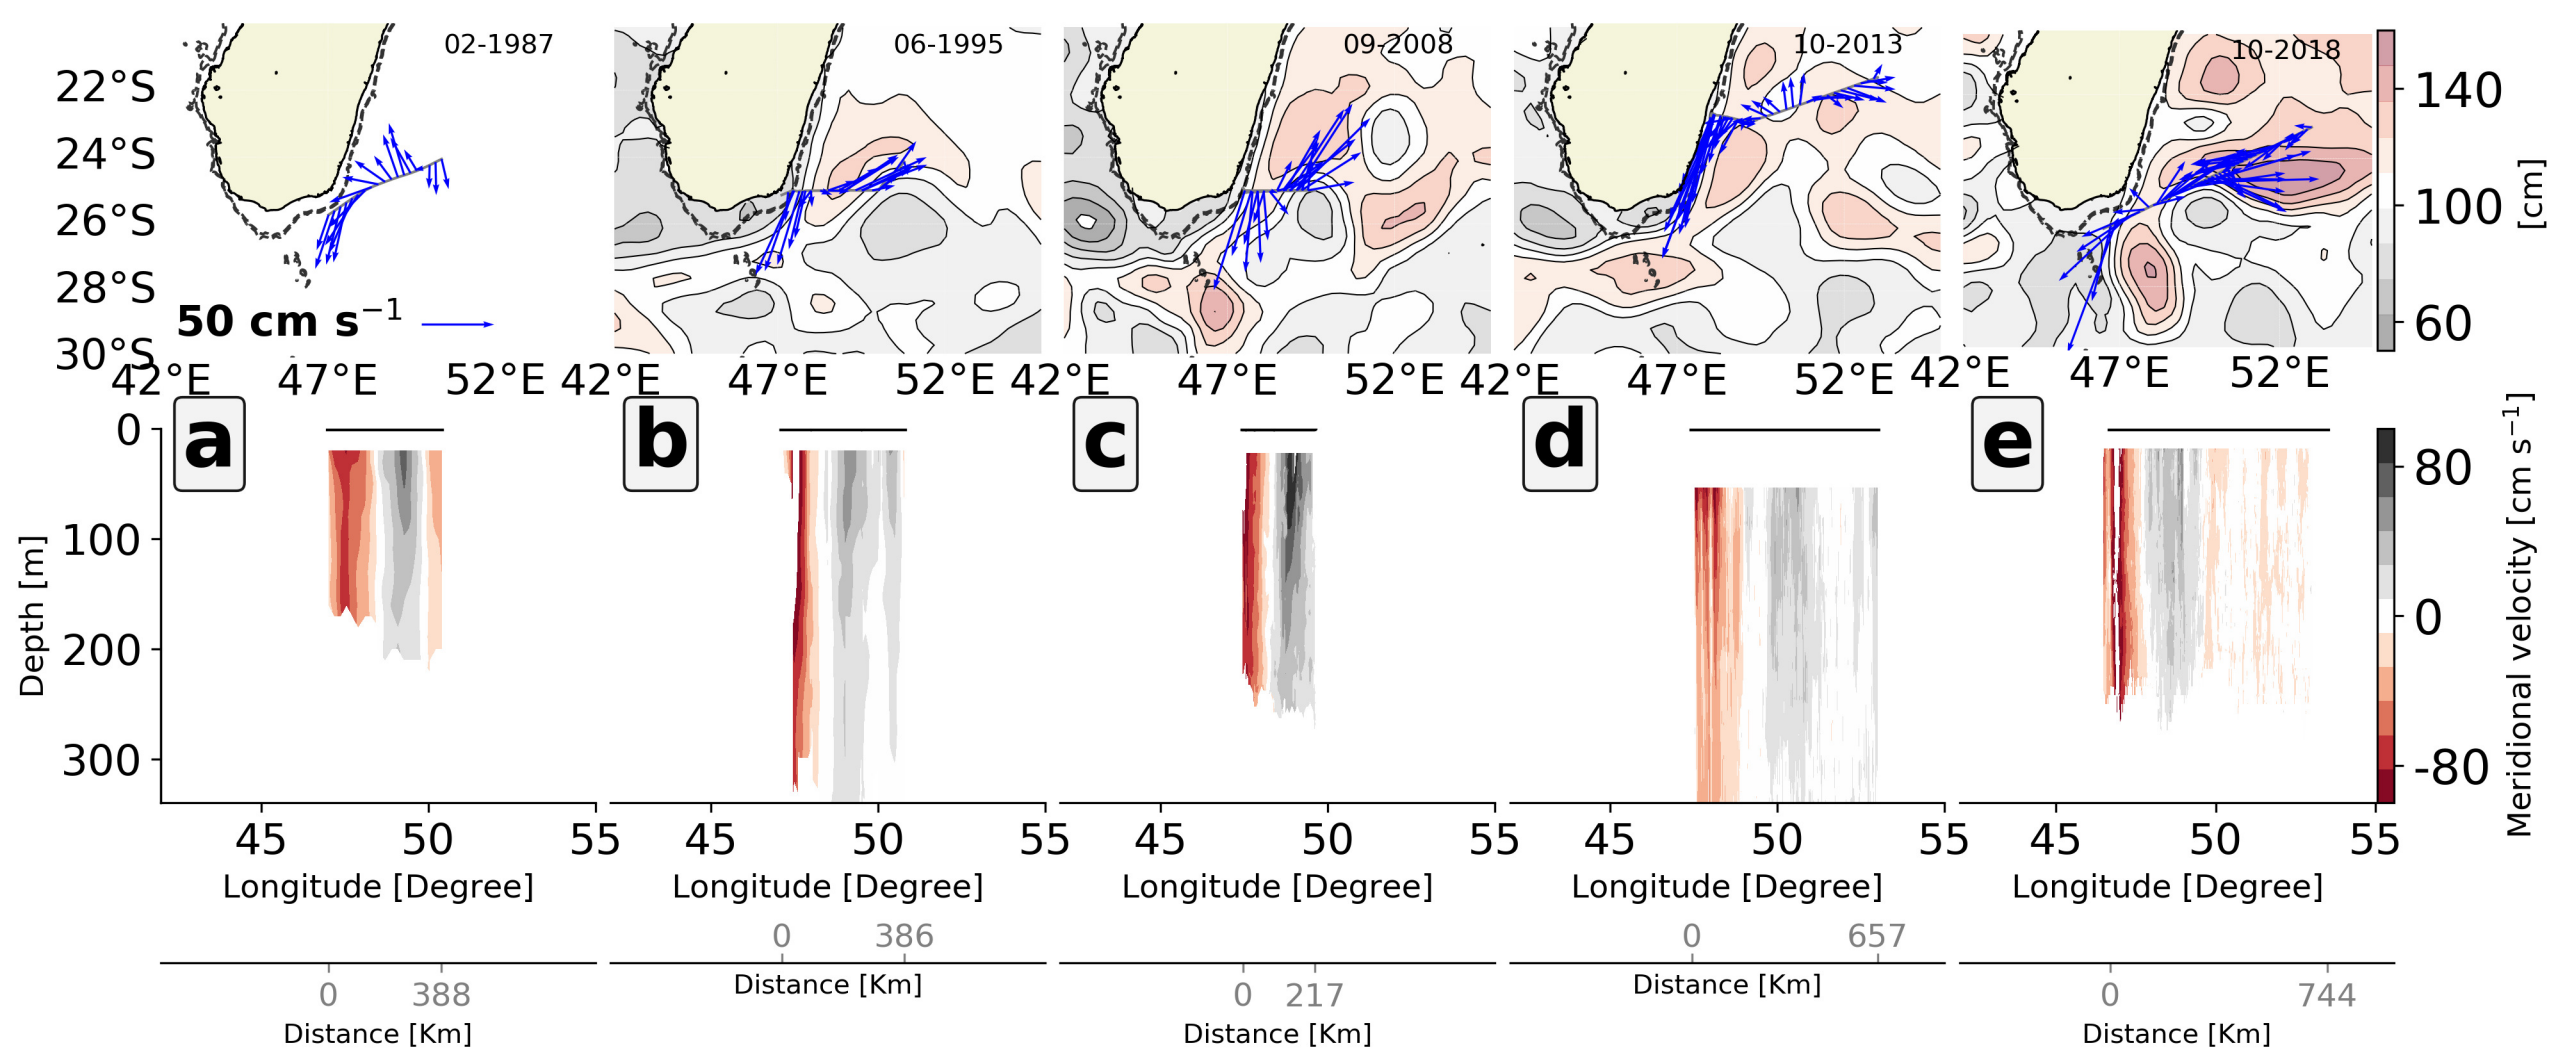 02-1987
06-1995
09-2008
10-2013
10-2018
22°S
24°S
26°S
28°S
30°S
50 cm s−1
140
100
60
[cm]
42°E 47°E 52°E 42°E 47°E 52°E 42°E 47°E 52°E 42°E 47°E 52°E 42°E 47°E 52°E
a
b
c
d
e
0
100
200
300
Depth [m]
80
0
-80
Meridional velocity [cm s−1]
45 50 55 45 50 55 45 50 55 45 50 55 45 50 55
Longitude [Degree]
Longitude [Degree]
Longitude [Degree]
Longitude [Degree]
Longitude [Degree]
0 388
Distance [Km]
0 386
Distance [Km]
0 217
Distance [Km]
0 657
Distance [Km]
0 744
Distance [Km]